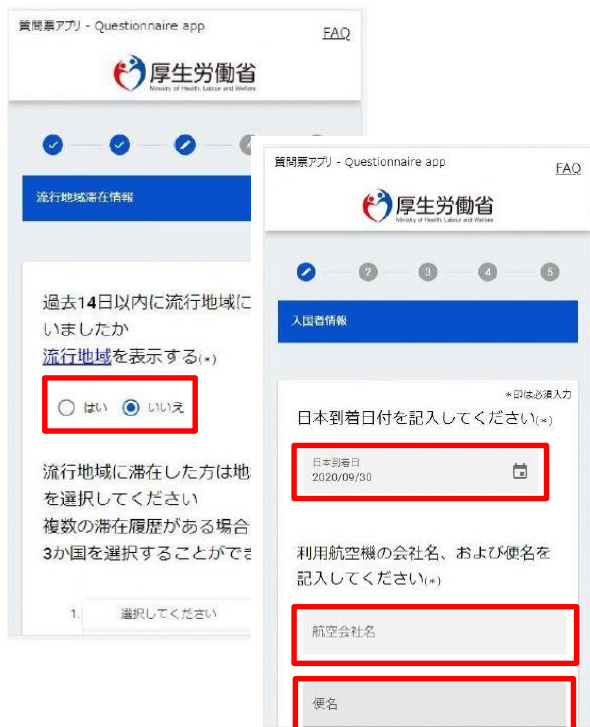 質問票アプリ - Questionnaire app
FAQ
厚生労働省
Ministry of Health, Labour and Welfare
流行地域滞在情報
過去14日以内に流行地域に
いましたか
流行地域を表示する(*)
はい
いいえ
流行地域に滞在した方は地
を選択してください
複数の滞在履歴がある場合
3か国を選択することができ
1. 選択してください
質問票アプリ - Questionnaire app
FAQ
厚生労働省
Ministry of Health, Labour and Welfare
2 3 4 5
入国者情報
*印は必須入力
日本到着日付を記入してください(*)
日本到着日
2020/09/30
利用航空機の会社名、および便名を
記入してください(*)
航空会社名
便名